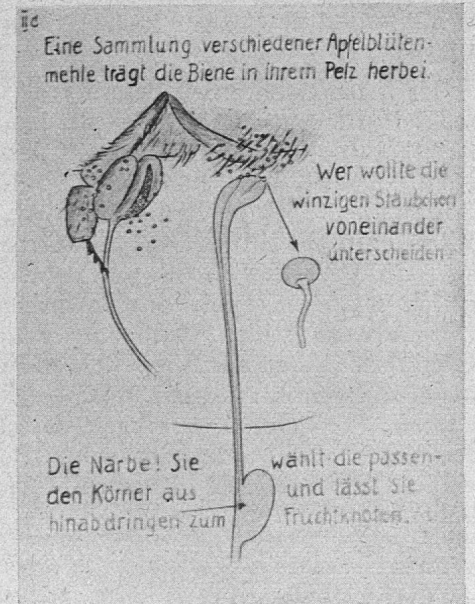 IId
Eine Sammlung verschiedener Apfelblüten-
mehle trägt die Biene in ihrem Pelz herbei.
Wer wollte die
winzigen Stäubchen
voneinander
unterscheiden
Die Narbe! Sie wählt die passen-
den Körner aus und lässt sie
hinabdringen zum Fruchtknoten.